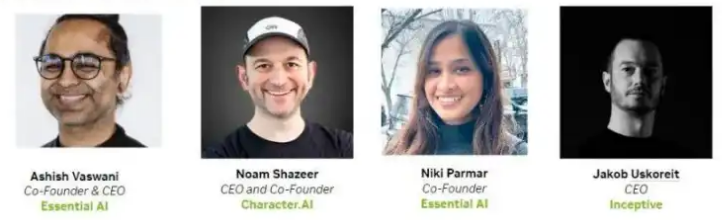 Ashish Vaswani
Co-Founder & CEO
Essential AI
Noam Shazeer
CEO and Co-Founder
Character.AI
Niki Parmar
Co-Founder
Essential AI
Jakob Uskoreit
CEO
Inceptive